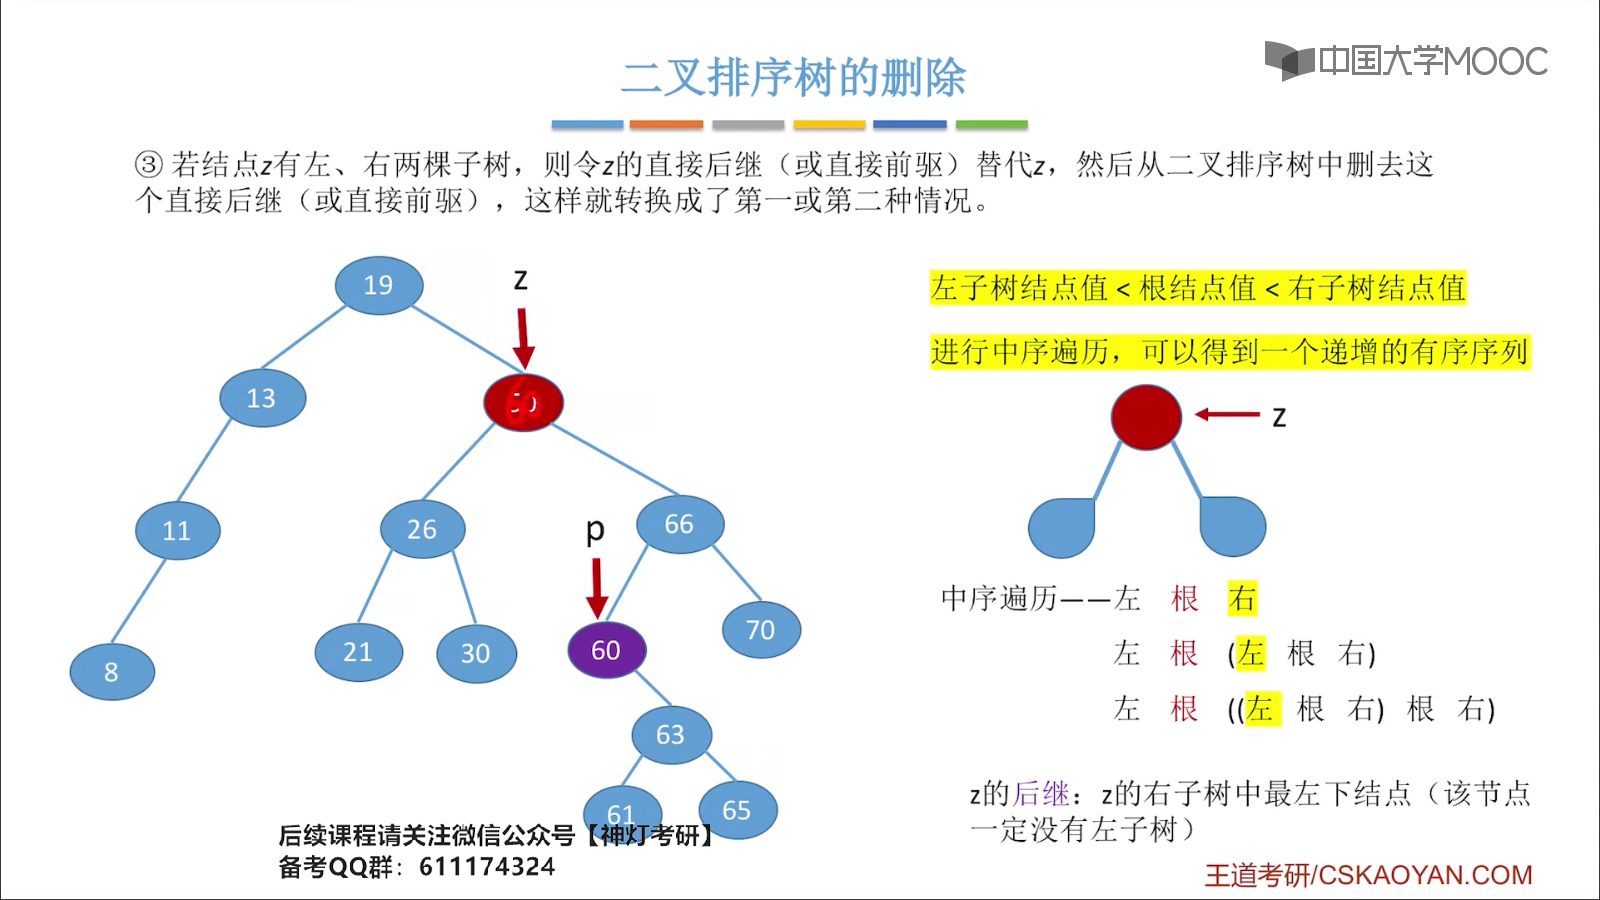 中国大学MOOC
二叉排序树的删除
③ 若结点z有左、右两棵子树，则令z的直接后继（或直接前驱）替代z，然后从二叉排序树中删去这
个直接后继（或直接前驱），这样就转换成了第一或第二种情况。
19
z
13
11
26
66
p
8
21
30
60
70
63
61
65
左子树结点值 < 根结点值 < 右子树结点值
进行中序遍历，可以得到一个递增的有序序列
z
中序遍历——左 根 右
左 根 (左 根 右)
左 根 ((左 根 右) 根 右)
z的后继：z的右子树中最左下结点（该节点
一定没有左子树）
后续课程请关注微信公众号【神灯考研】
备考QQ群：611174324
王道考研/CSKAOYAN.COM